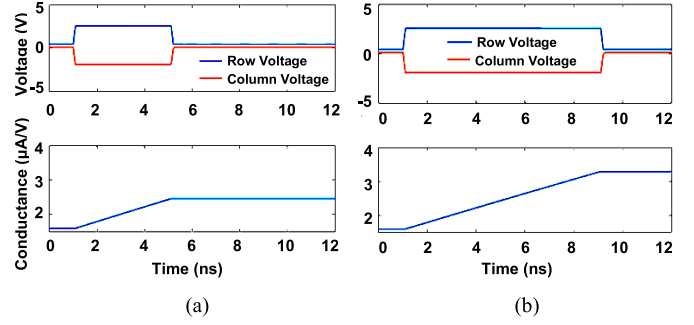 (a)
Voltage (V)
5
0
-5
Row Voltage
Column Voltage
0 2 4 6 8 10 12
Conductance (µA/V)
4
3
2
0 2 4 6 8 10 12
Time (ns)
(a)
(b)
5
0
-5
Row Voltage
Column Voltage
0 2 4 6 8 10 12
4
3
2
0 2 4 6 8 10 12
Time (ns)
(b)